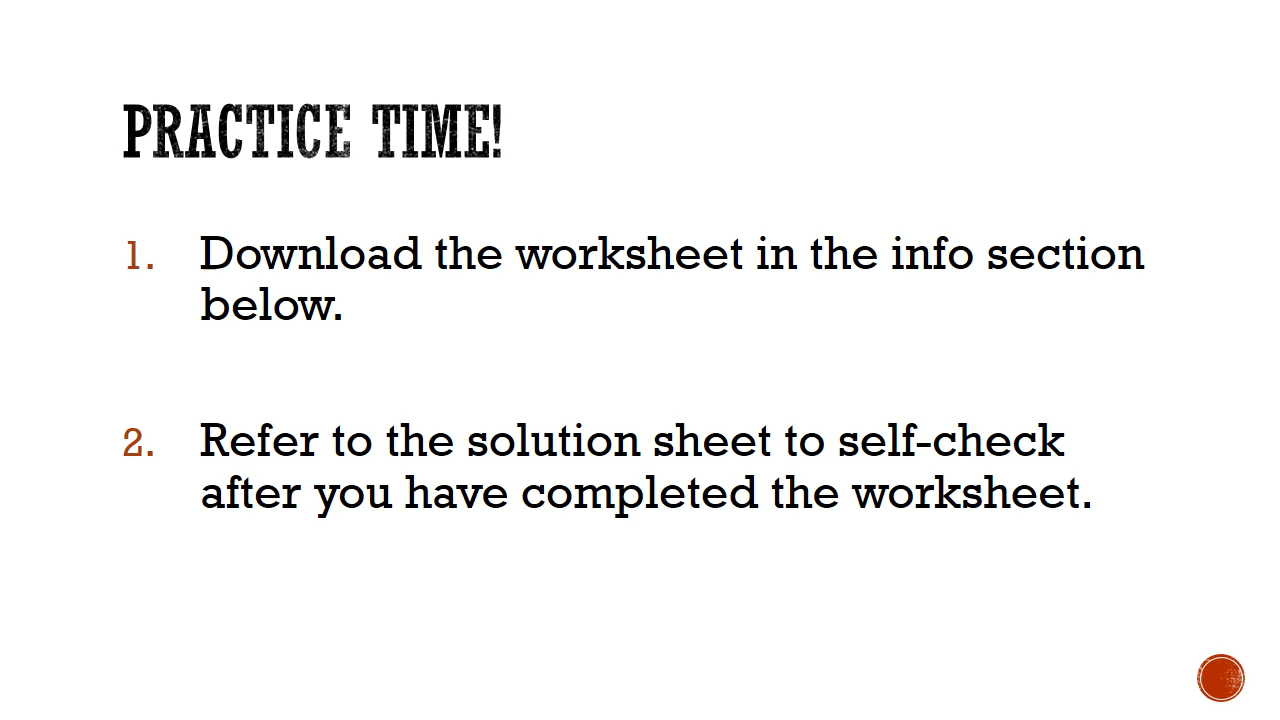 PRACTICE TIME!
1. Download the worksheet in the info section
below.
2. Refer to the solution sheet to self-check
after you have completed the worksheet.